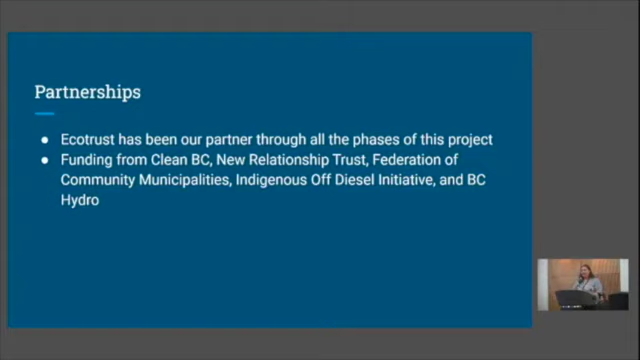 Partnerships
● Ecotrust has been our partner through all the phases of this project
● Funding from Clean BC, New Relationship Trust, Federation of
Community Municipalities, Indigenous Off Diesel Initiative, and BC
Hydro